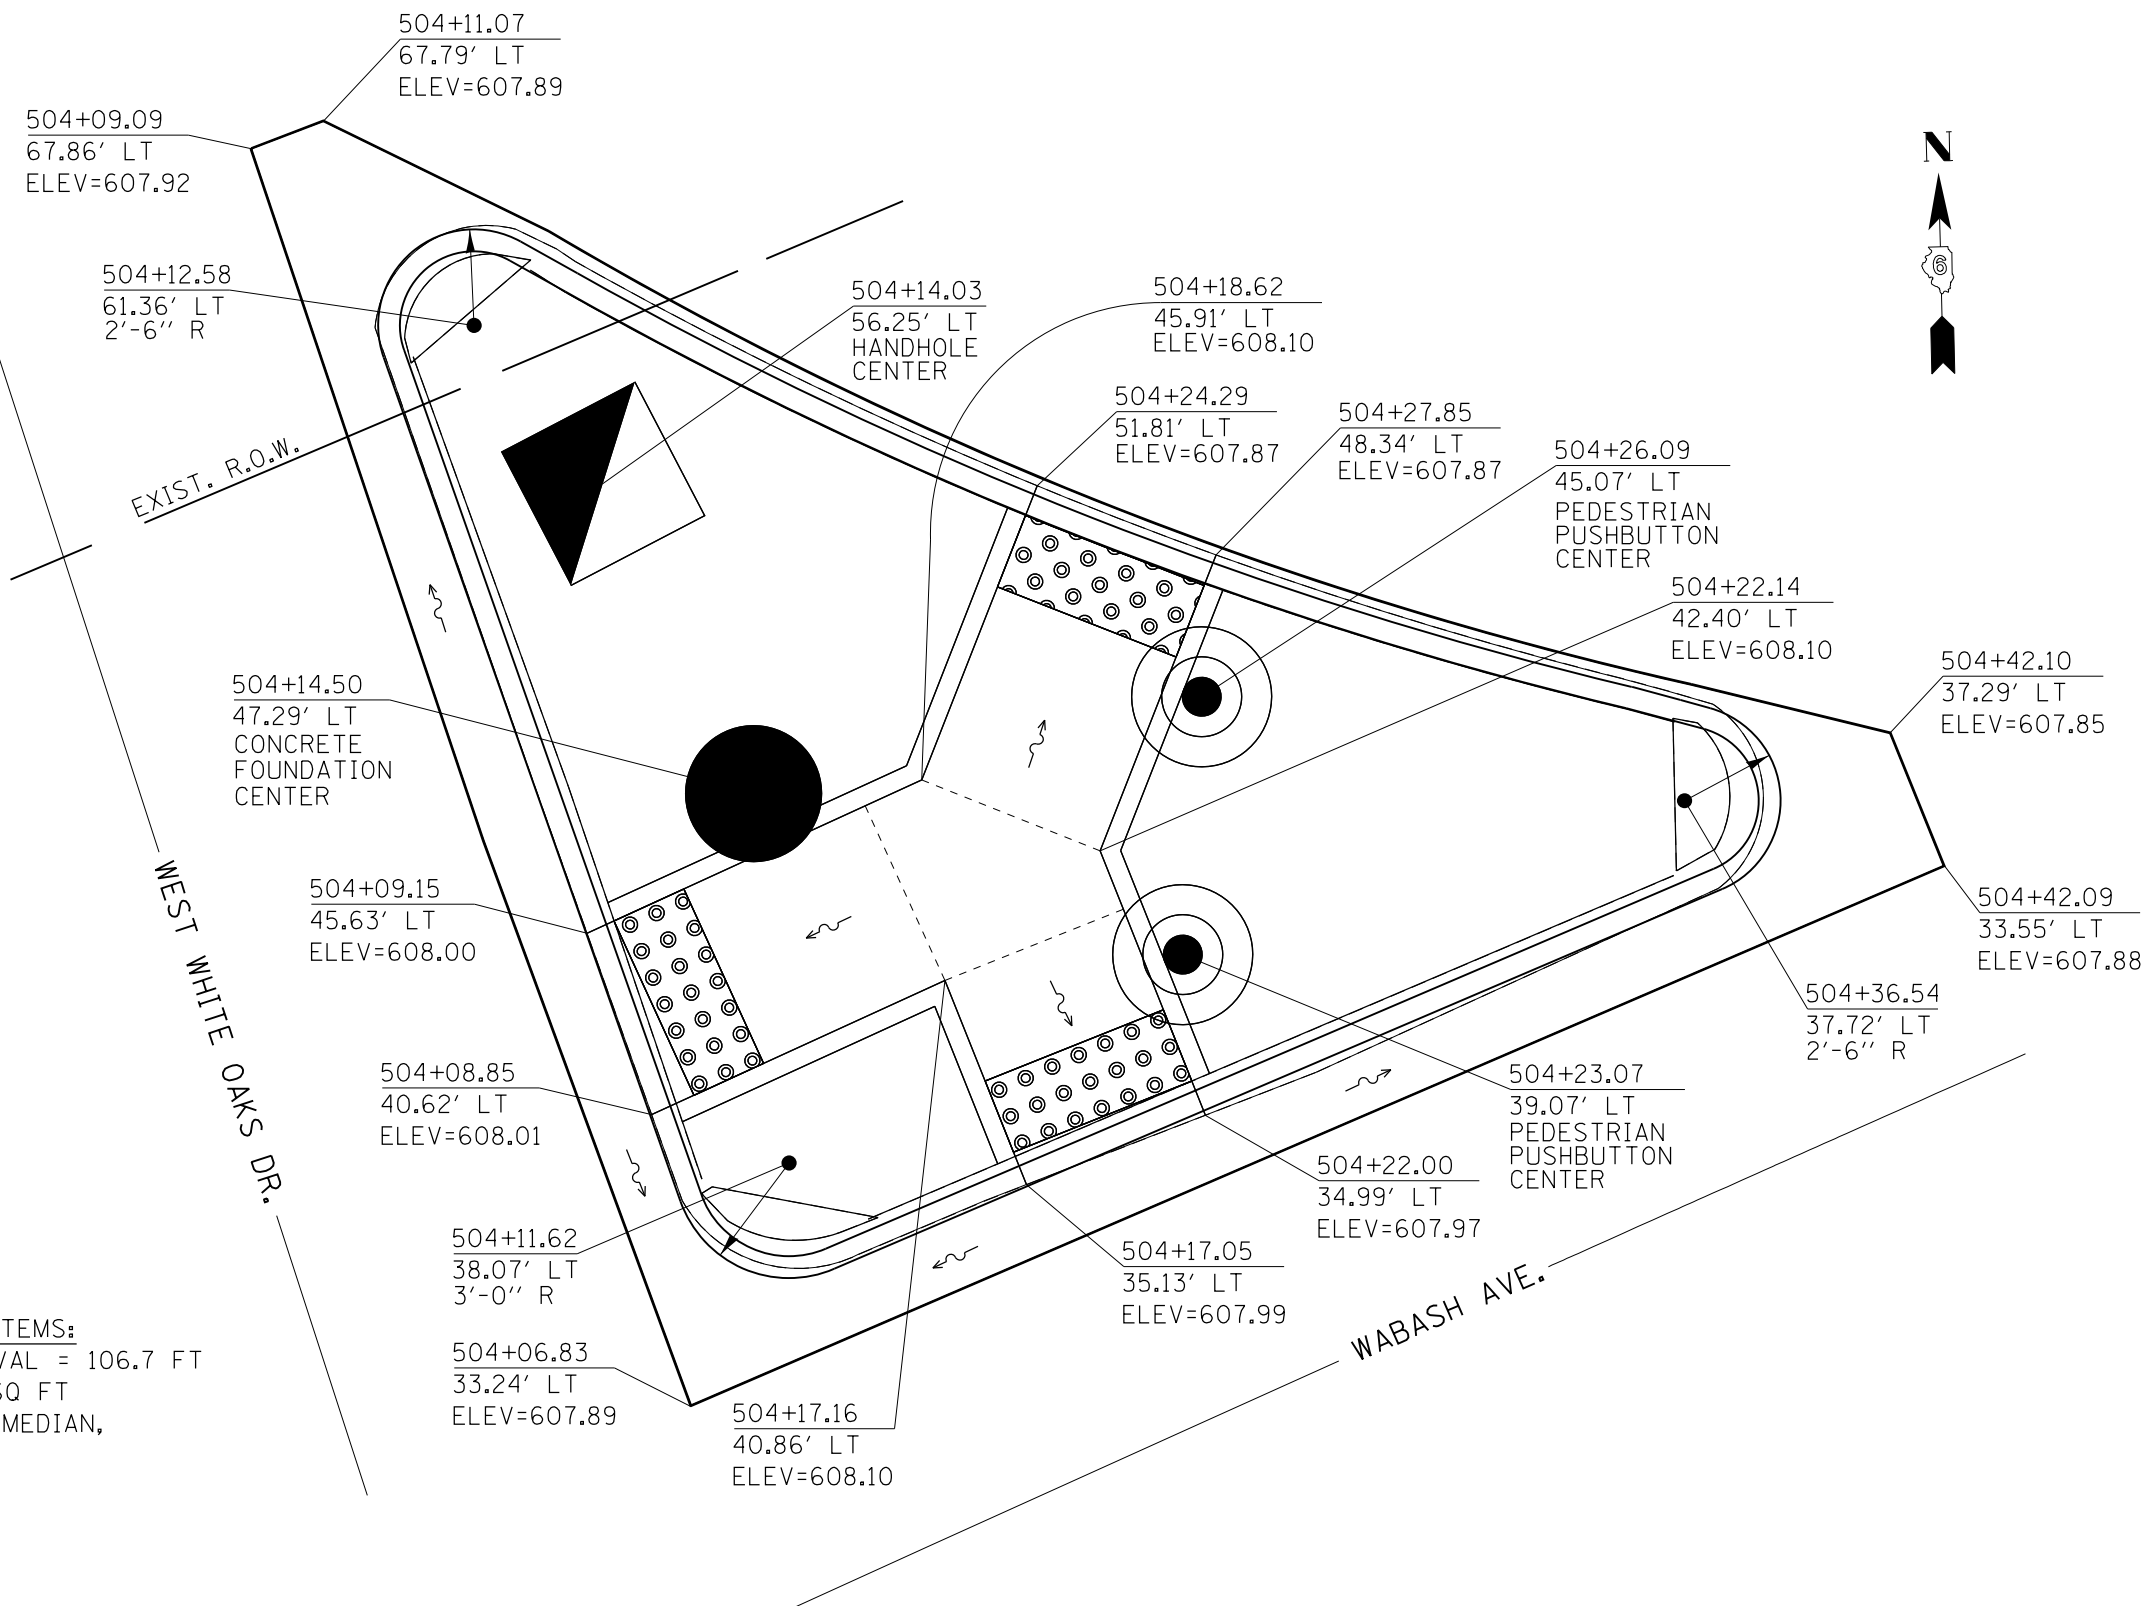 504+11.07
67.79' LT
ELEV=607.89
504+09.09
67.86' LT
ELEV=607.92
N
6
504+12.58
61.36' LT
2'-6'' R
504+14.03
56.25' LT
HANDHOLE
CENTER
504+18.62
45.91' LT
ELEV=608.10
504+24.29
51.81' LT
ELEV=607.87
504+27.85
48.34' LT
ELEV=607.87
504+26.09
45.07' LT
PEDESTRIAN
PUSHBUTTON
CENTER
EXIST. R.O.W.
504+22.14
42.40' LT
ELEV=608.10
504+42.10
37.29' LT
ELEV=607.85
504+14.50
47.29' LT
CONCRETE
FOUNDATION
CENTER
504+09.15
45.63' LT
ELEV=608.00
504+42.09
33.55' LT
ELEV=607.88
WEST WHITE OAKS DR.
504+36.54
37.72' LT
2'-6'' R
504+08.85
40.62' LT
ELEV=608.01
504+23.07
39.07' LT
PEDESTRIAN
PUSHBUTTON
CENTER
504+22.00
34.99' LT
ELEV=607.97
504+11.62
38.07' LT
3'-0'' R
504+17.05
35.13' LT
ELEV=607.99
WABASH AVE.
504+06.83
33.24' LT
ELEV=607.89
504+17.16
40.86' LT
ELEV=608.10
TEMS:
VAL = 106.7 FT
SQ FT
MEDIAN,